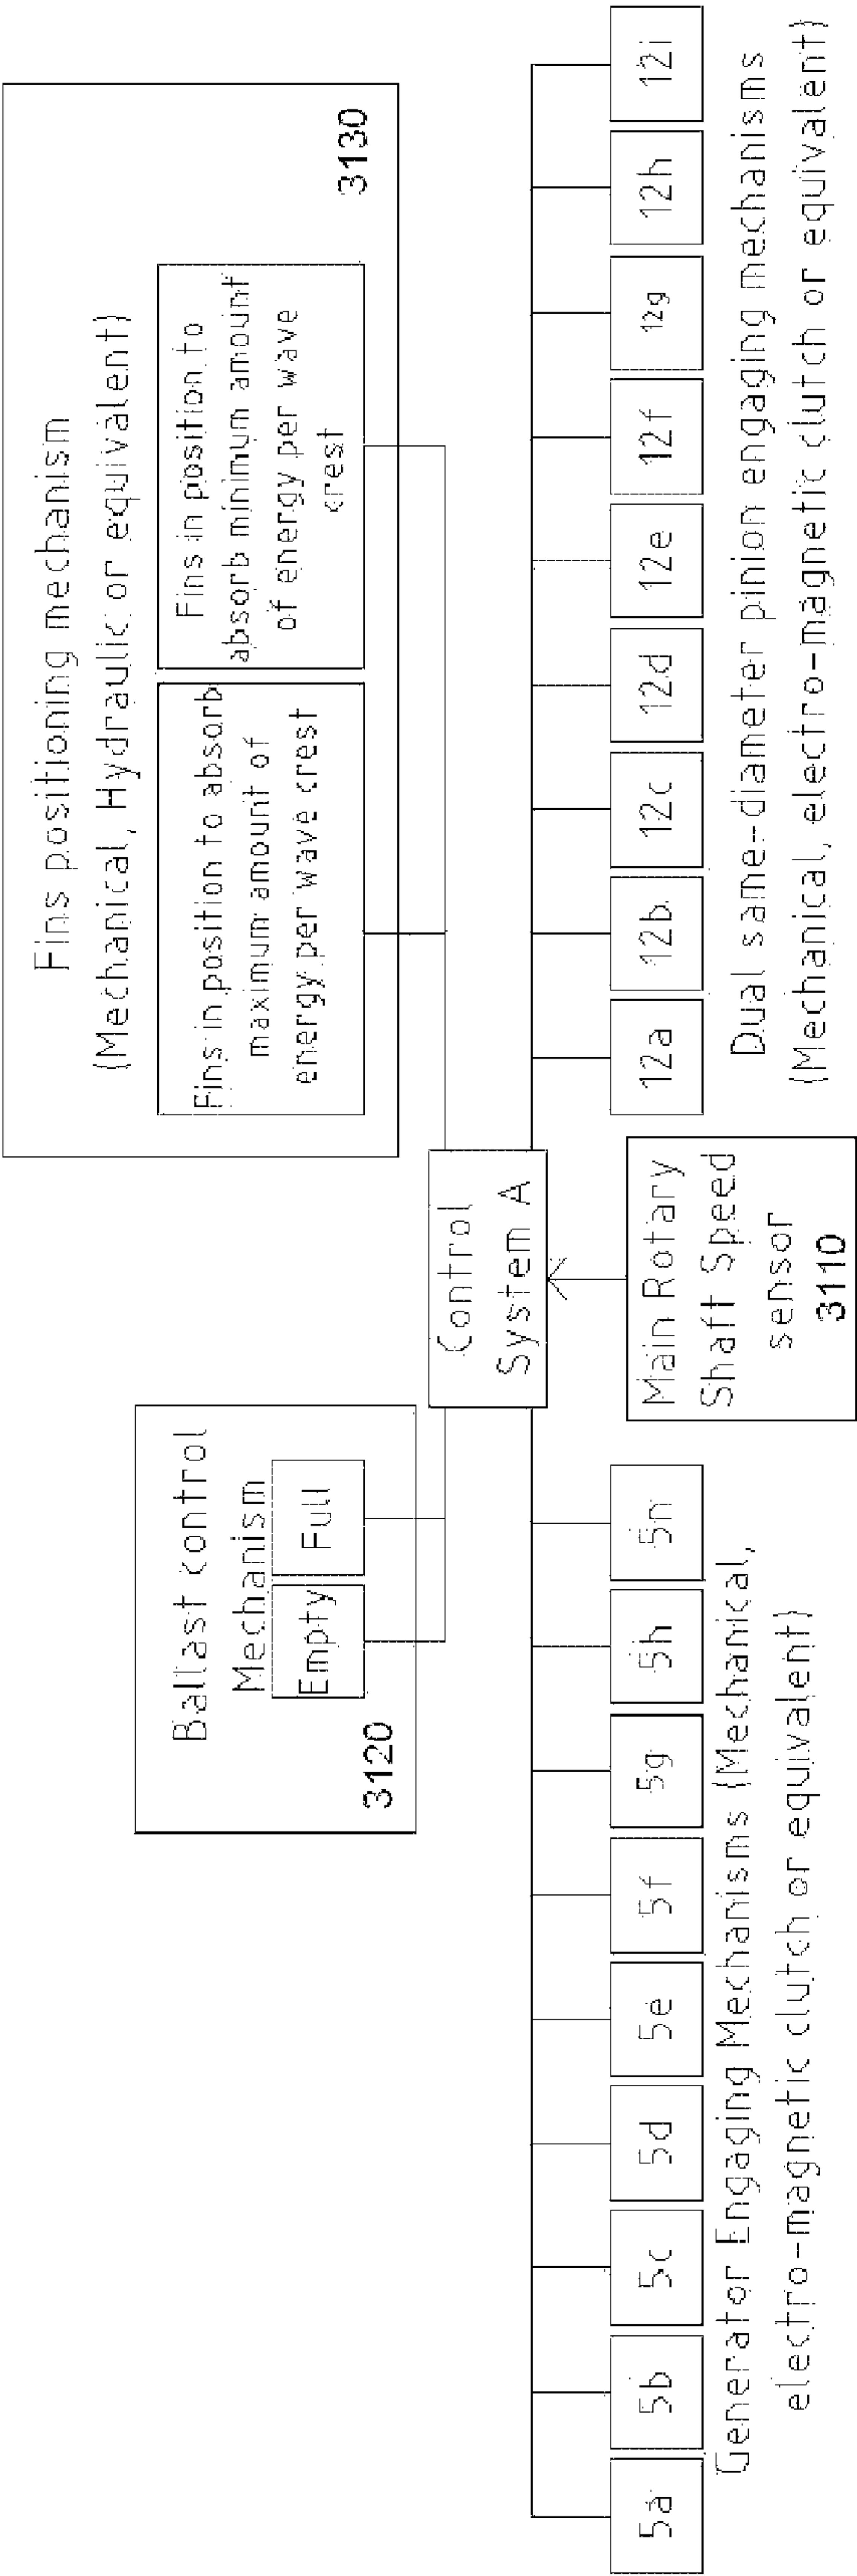 Fins positioning mechanism
(Mechanical, Hydraulic or equivalent)
Fins in position to absorb
maximum amount of
energy per wave crest
Fins in position to
absorb minimum amount
of energy per wave
crest
3130
Ballast control
Mechanism
Empty
Full
3120
Control
System A
Main Rotary
Shaft Speed
sensor
3110
5a
5b
5c
5d
5e
5f
5g
5h
5n
Generator Engaging Mechanisms (Mechanical,
electro-magnetic clutch or equivalent)
12a
12b
12c
12d
12e
12f
12g
12h
12i
Dual same-diameter pinion engaging mechanisms
(Mechanical, electro-magnetic clutch or equivalent)